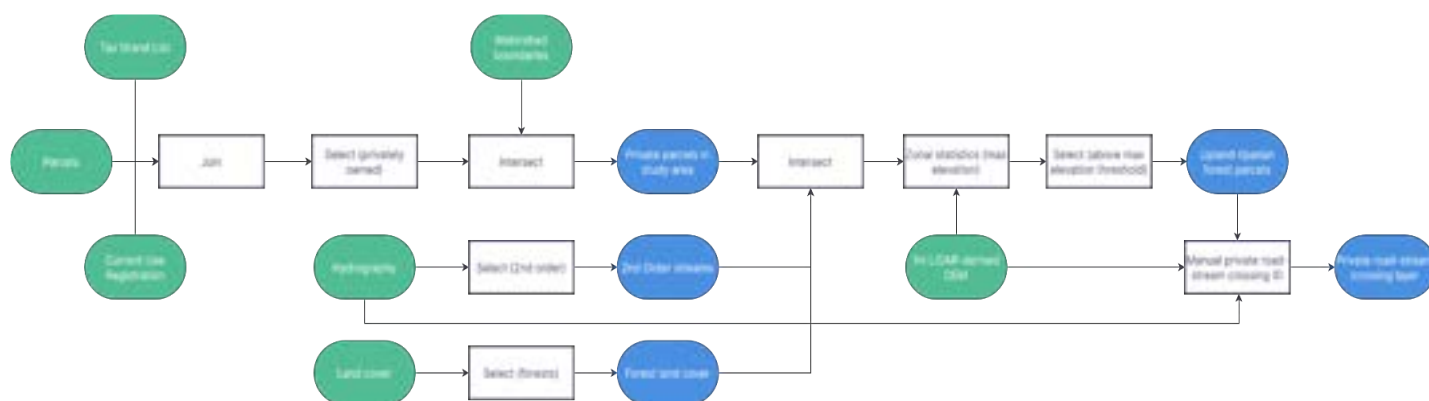 Tax Grand List
Watershed
boundaries
Parcels
Join
Select (privately
owned)
Intersect
Private parcels in
study area
Intersect
Zonal statistics (max
elevation)
Select (above max
elevation threshold)
Upland riparian
forest parcels
Current Use
Registration
Hydrography
Select (2nd order)
2nd Order streams
LiDAR-derived
DEM
Manual private road-
stream crossing ID
Private road-stream
crossing layer
Land cover
Select (forests)
Forest land cover